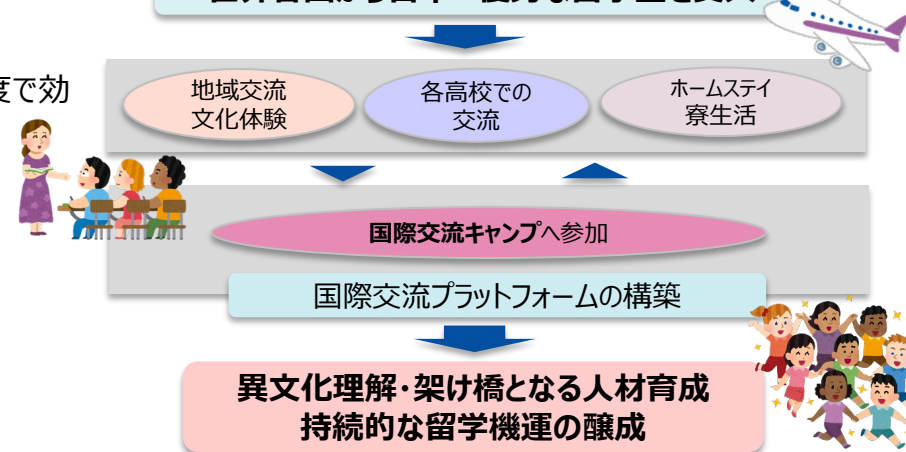 度で効
地域交流
文化体験
各高校での
交流
ホームステイ
寮生活
国際交流キャンプへ参加
国際交流プラットフォームの構築
異文化理解・架け橋となる人材育成
持続的な留学機運の醸成